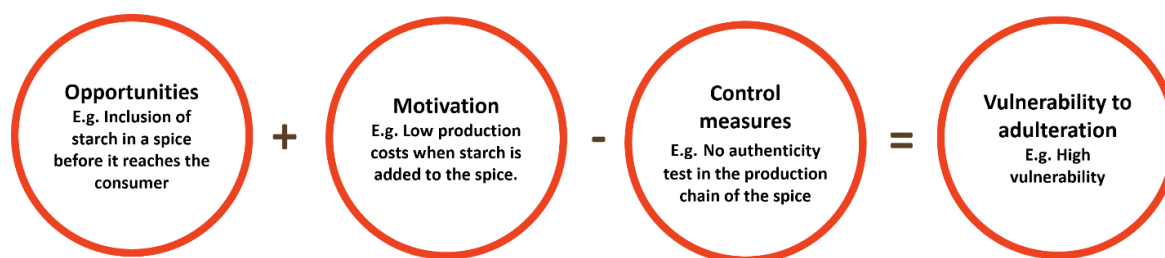 Opportunities
E.g. Inclusion of
starch in a spice
before it reaches the
consumer
+
Motivation
E.g. Low production
costs when starch is
added to the spice.
-
Control
measures
E.g. No authenticity
test in the production
chain of the spice
=
Vulnerability to
adulteration
E.g. High
vulnerability